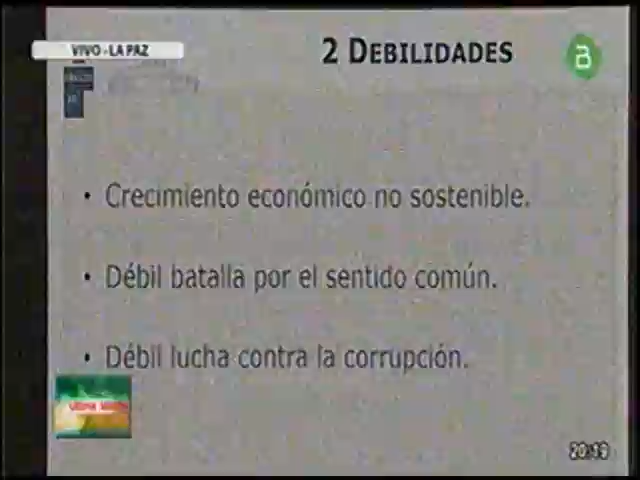 VIVO - LA PAZ
2 DEBILIDADES
• Crecimiento económico no sostenible.
• Débil batalla por el sentido común.
• Débil lucha contra la corrupción.
20:19